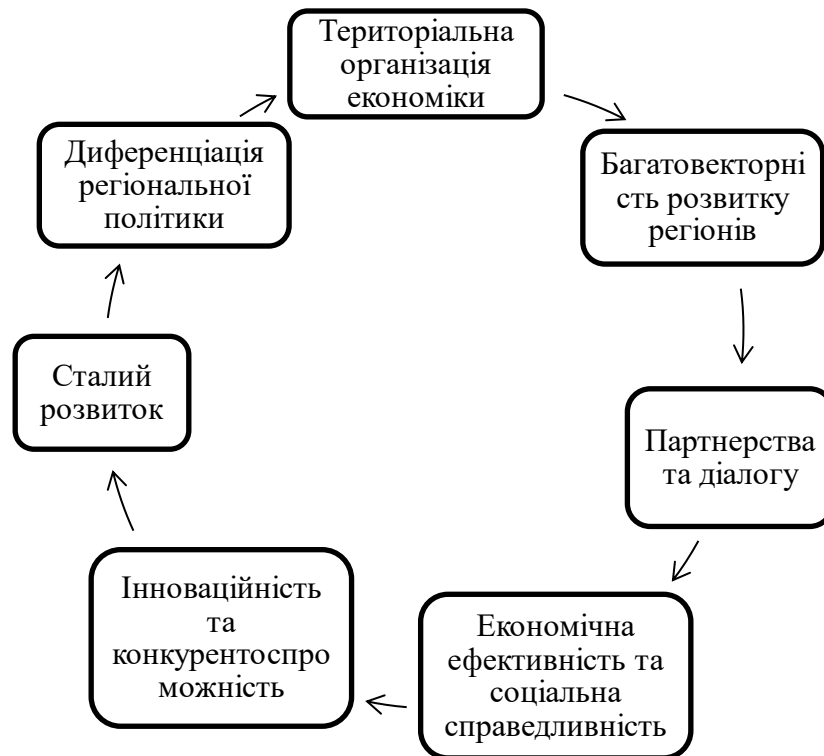 Територіальна
організація
економіки
Багатовекторні
сть розвитку
регіонів
Партнерства
та діалогу
Економічна
ефективність та
соціальна
справедливість
Інноваційність
та
конкурентоспро
можність
Сталий
розвиток
Диференціація
регіональної
політики